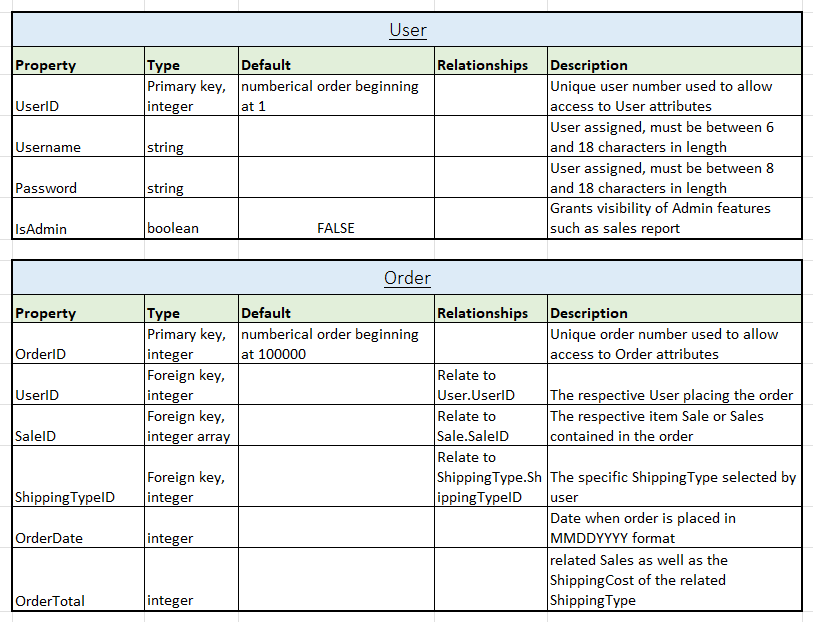 User
Property Type Default Relationships Description
UserID
Primary key,
integer
numberical order beginning
at 1
Unique user number used to allow
access to User attributes
Username
string
User assigned, must be between 6
and 18 characters in length
Password
string
User assigned, must be between 8
and 18 characters in length
IsAdmin
boolean
FALSE
Grants visibility of Admin features
such as sales report
Order
Property Type Default Relationships Description
OrderID
Primary key,
integer
numberical order beginning
at 100000
Unique order number used to allow
access to Order attributes
UserID
Foreign key,
integer
Relate to
User.UserID
The respective User placing the order
SaleID
Foreign key,
integer array
Relate to
Sale.SaleID
The respective item Sale or Sales
contained in the order
ShippingTypeID
Foreign key,
integer
Relate to
ShippingType.Sh
ippingTypeID
The specific ShippingType selected by
user
OrderDate
integer
Date when order is placed in
MMDDYYYY format
OrderTotal
integer
related Sales as well as the
ShippingCost of the related
ShippingType